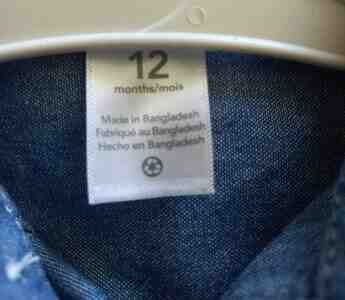 12
months/mois
Made in Bangladesh
Fabriqué au Bangladesh
Hecho en Bangladesh